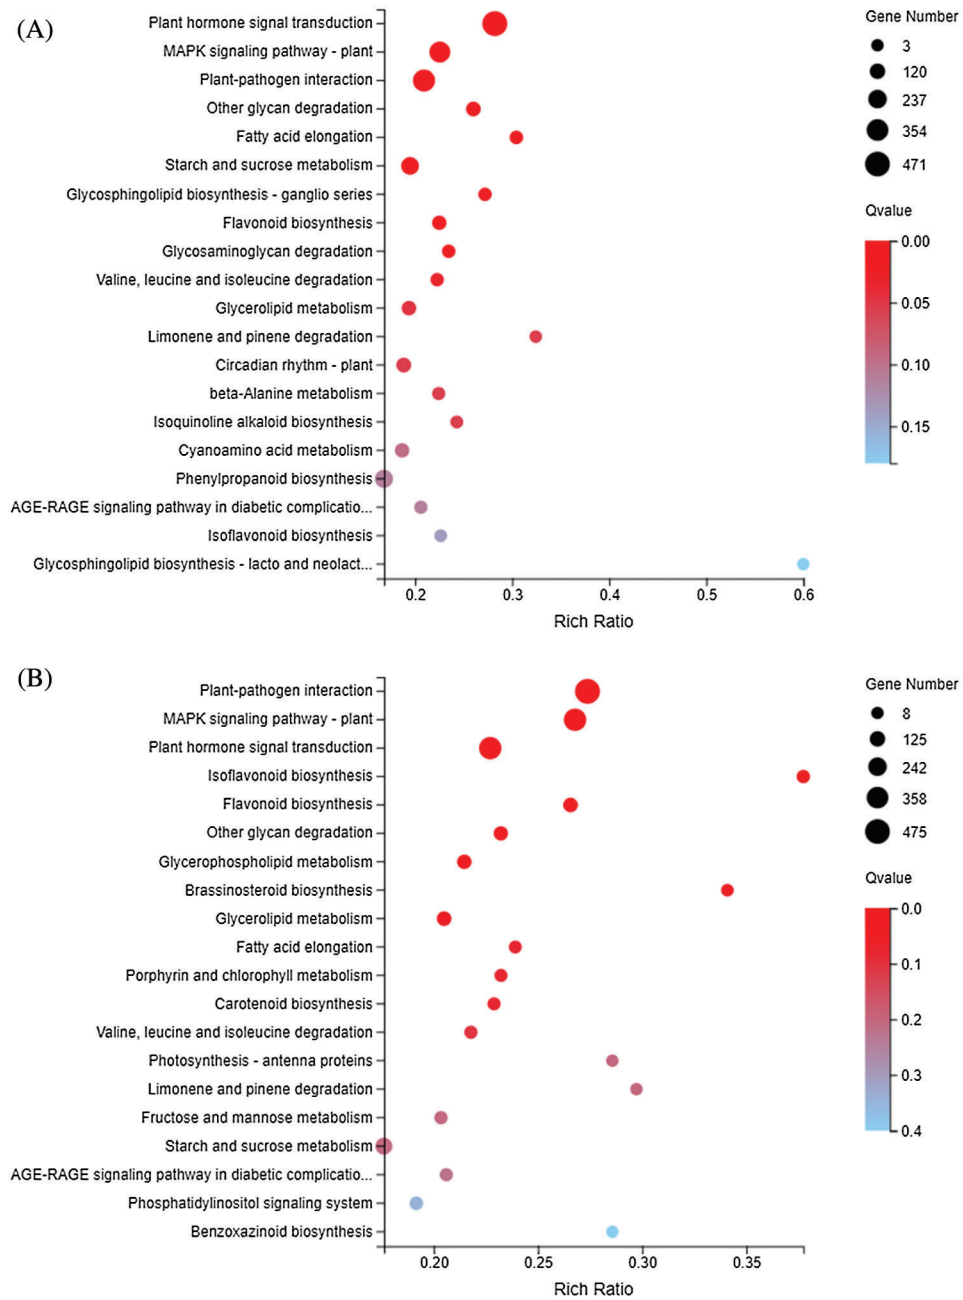 (A)
Plant hormone signal transduction
MAPK signaling pathway - plant
Plant-pathogen interaction
Other glycan degradation
Fatty acid elongation
Starch and sucrose metabolism
Glycosphingolipid biosynthesis - ganglio series
Flavonoid biosynthesis
Glycosaminoglycan degradation
Valine, leucine and isoleucine degradation
Glycerolipid metabolism
Limonene and pinene degradation
Circadian rhythm - plant
beta-Alanine metabolism
Isoquinoline alkaloid biosynthesis
Cyanoamino acid metabolism
Phenylpropanoid biosynthesis
AGE-RAGE signaling pathway in diabetic complicatio...
Isoflavonoid biosynthesis
Glycosphingolipid biosynthesis - lacto and neolact...
0.2 0.3 0.4 0.5 0.6
Rich Ratio
Gene Number
3
120
237
354
471
Qvalue
0.00
0.05
0.10
0.15
(B)
Plant-pathogen interaction
MAPK signaling pathway - plant
Plant hormone signal transduction
Isoflavonoid biosynthesis
Flavonoid biosynthesis
Other glycan degradation
Glycerophospholipid metabolism
Brassinosteroid biosynthesis
Glycerolipid metabolism
Fatty acid elongation
Porphyrin and chlorophyll metabolism
Carotenoid biosynthesis
Valine, leucine and isoleucine degradation
Photosynthesis - antenna proteins
Limonene and pinene degradation
Fructose and mannose metabolism
Starch and sucrose metabolism
AGE-RAGE signaling pathway in diabetic complicatio...
Phosphatidylinositol signaling system
Benzoxazinoid biosynthesis
0.20 0.25 0.30 0.35
Rich Ratio
Gene Number
8
125
242
358
475
Qvalue
0.0
0.1
0.2
0.3
0.4